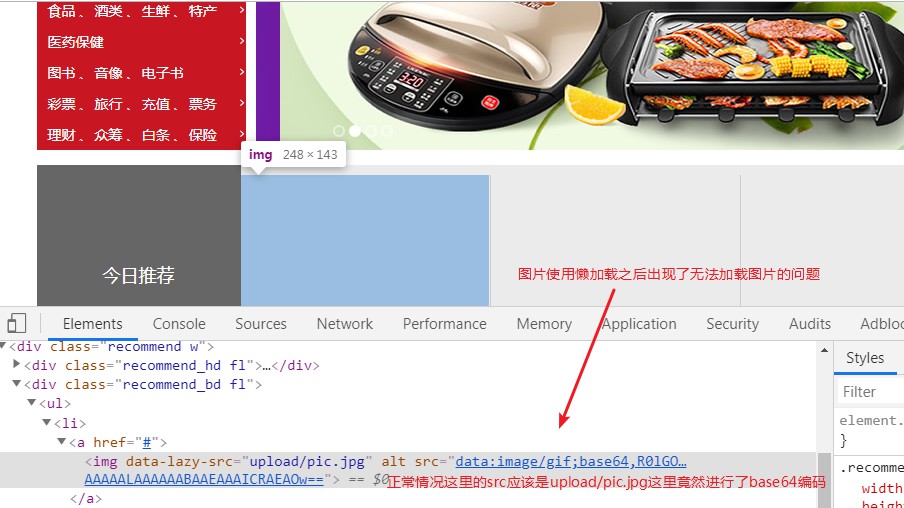 食品 、酒类 、生鲜 、特产 >
医药保健 >
图书 、音像 、电子书 >
彩票 、旅行 、充值 、票务 >
理财 、众筹 、白条 、保险 >
320
img 248 × 143
今日推荐
图片使用懒加载之后出现了无法加载图片的问题
Elements Console Sources Network Performance Memory Application Security Audits Adbloc
<div class="recommend w">
<div class="recommend_hd fl">…</div>
<div class="recommend_bd fl">
<ul>
<li>
<a href="#">
<img data-lazy-src="upload/pic.jpg" alt src="data:image/gif;base64,R0lGO…
AAAAALAAAAAABAAEAAAICRAEAOw=="> == $0
正常情况这里的src应该是upload/pic.jpg这里竟然进行了base64编码
</a>
Styles
Filter
element.
}
.recomme
width
heigh